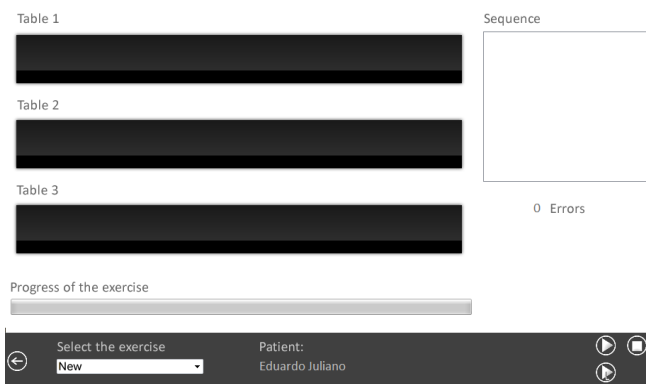 Table 1
Sequence
Table 2
Table 3
0 Errors
Progress of the exercise
Select the exercise
Patient:
New
Eduardo Juliano